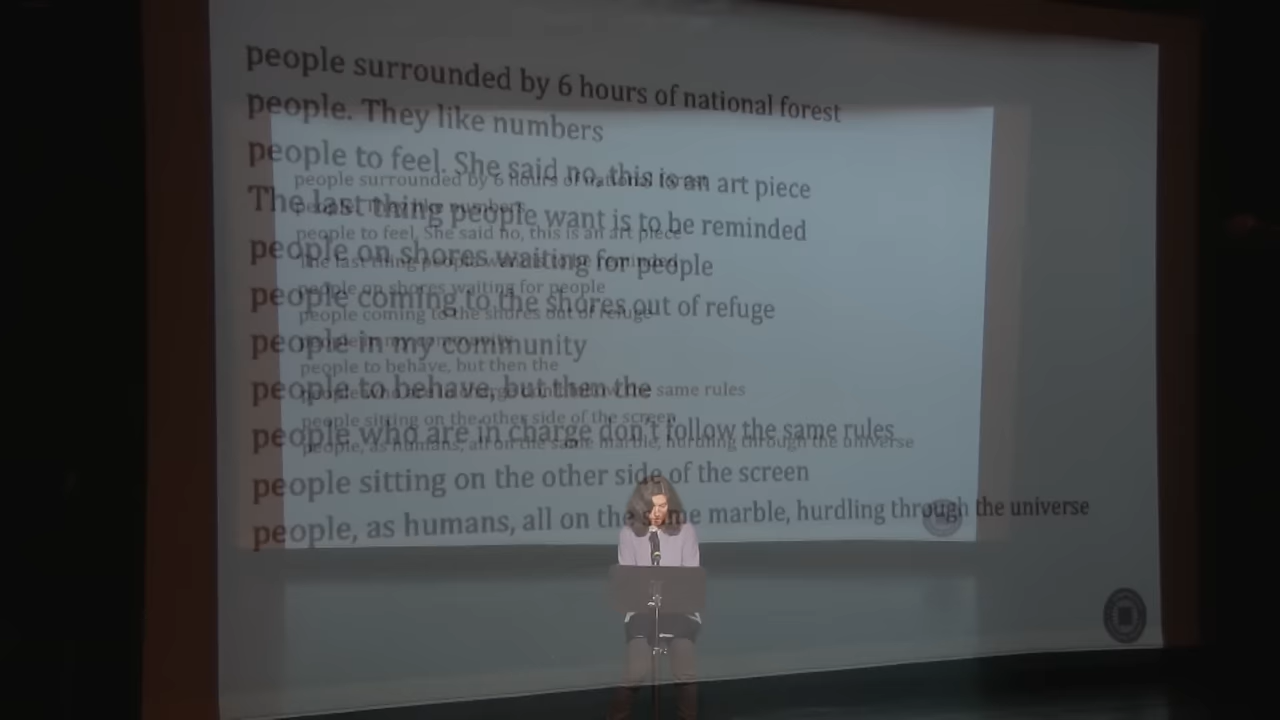 people surrounded by 6 hours of national forest
people. They like numbers
people to feel. She said no, this is an art piece
The last thing people want is to be reminded
people on shores waiting for people
people coming to the shores out of refuge
people in my community
people to behave, but then the
people who are in charge don't follow the same rules
people sitting on the other side of the screen
people, as humans, all on the same marble, hurdling through the universe